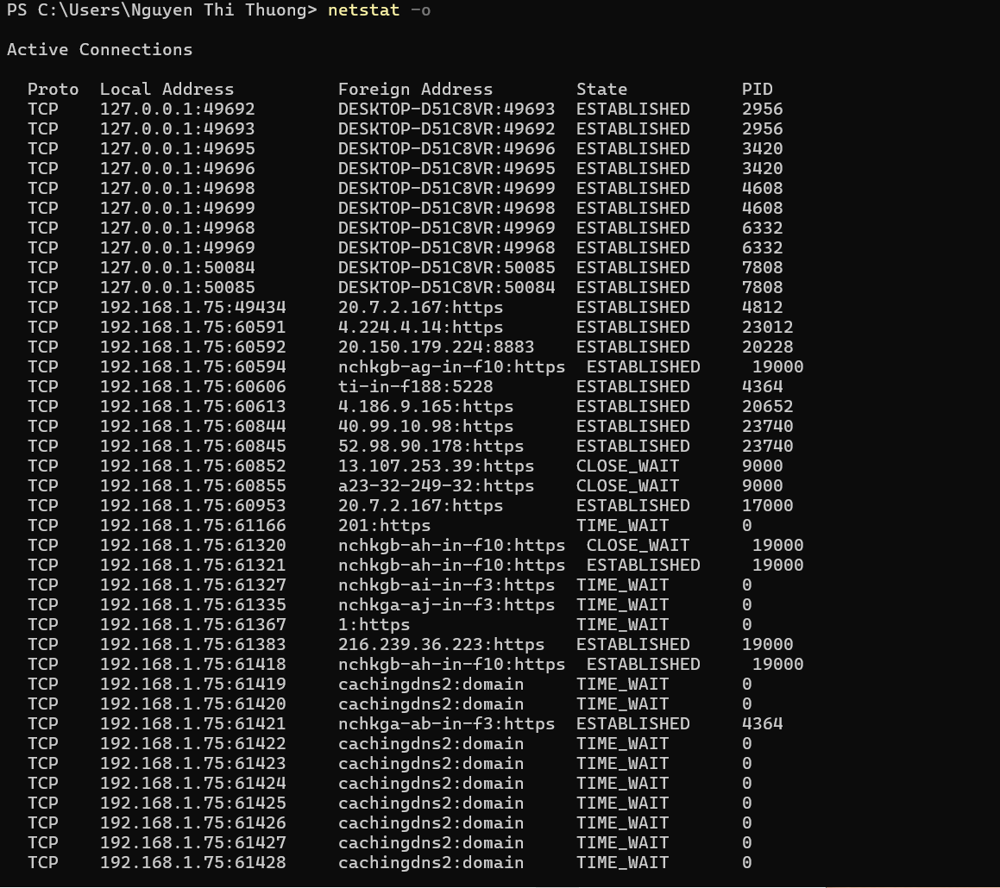 PS C:\Users\Nguyen Thi Thuong> netstat -o
Active Connections
Proto Local Address Foreign Address State PID
TCP 127.0.0.1:49692 DESKTOP-D51C8VR:49693 ESTABLISHED 2956
TCP 127.0.0.1:49693 DESKTOP-D51C8VR:49692 ESTABLISHED 2956
TCP 127.0.0.1:49695 DESKTOP-D51C8VR:49696 ESTABLISHED 3420
TCP 127.0.0.1:49696 DESKTOP-D51C8VR:49695 ESTABLISHED 3420
TCP 127.0.0.1:49698 DESKTOP-D51C8VR:49699 ESTABLISHED 4608
TCP 127.0.0.1:49699 DESKTOP-D51C8VR:49698 ESTABLISHED 4608
TCP 127.0.0.1:49968 DESKTOP-D51C8VR:49969 ESTABLISHED 6332
TCP 127.0.0.1:49969 DESKTOP-D51C8VR:49968 ESTABLISHED 6332
TCP 127.0.0.1:50084 DESKTOP-D51C8VR:50085 ESTABLISHED 7808
TCP 127.0.0.1:50085 DESKTOP-D51C8VR:50084 ESTABLISHED 7808
TCP 192.168.1.75:49434 20.7.2.167:https ESTABLISHED 4812
TCP 192.168.1.75:60591 4.224.4.14:https ESTABLISHED 23012
TCP 192.168.1.75:60592 20.150.179.224:8883 ESTABLISHED 20228
TCP 192.168.1.75:60594 nchkgb-ag-in-f10:https ESTABLISHED 19000
TCP 192.168.1.75:60606 ti-in-f188:5228 ESTABLISHED 4364
TCP 192.168.1.75:60613 4.186.9.165:https ESTABLISHED 20652
TCP 192.168.1.75:60844 40.99.10.98:https ESTABLISHED 23740
TCP 192.168.1.75:60845 52.98.90.178:https ESTABLISHED 23740
TCP 192.168.1.75:60852 13.107.253.39:https CLOSE_WAIT 9000
TCP 192.168.1.75:60855 a23-32-249-32:https CLOSE_WAIT 9000
TCP 192.168.1.75:60953 20.7.2.167:https ESTABLISHED 17000
TCP 192.168.1.75:61166 201:https TIME_WAIT 0
TCP 192.168.1.75:61320 nchkgb-ah-in-f10:https CLOSE_WAIT 19000
TCP 192.168.1.75:61321 nchkgb-ah-in-f10:https ESTABLISHED 19000
TCP 192.168.1.75:61327 nchkgb-ai-in-f3:https TIME_WAIT 0
TCP 192.168.1.75:61335 nchkga-aj-in-f3:https TIME_WAIT 0
TCP 192.168.1.75:61367 1:https TIME_WAIT 0
TCP 192.168.1.75:61383 216.239.36.223:https ESTABLISHED 19000
TCP 192.168.1.75:61418 nchkgb-ah-in-f10:https ESTABLISHED 19000
TCP 192.168.1.75:61419 cachingdns2:domain TIME_WAIT 0
TCP 192.168.1.75:61420 cachingdns2:domain TIME_WAIT 0
TCP 192.168.1.75:61421 nchkga-ab-in-f3:https ESTABLISHED 4364
TCP 192.168.1.75:61422 cachingdns2:domain TIME_WAIT 0
TCP 192.168.1.75:61423 cachingdns2:domain TIME_WAIT 0
TCP 192.168.1.75:61424 cachingdns2:domain TIME_WAIT 0
TCP 192.168.1.75:61425 cachingdns2:domain TIME_WAIT 0
TCP 192.168.1.75:61426 cachingdns2:domain TIME_WAIT 0
TCP 192.168.1.75:61427 cachingdns2:domain TIME_WAIT 0
TCP 192.168.1.75:61428 cachingdns2:domain TIME_WAIT 0